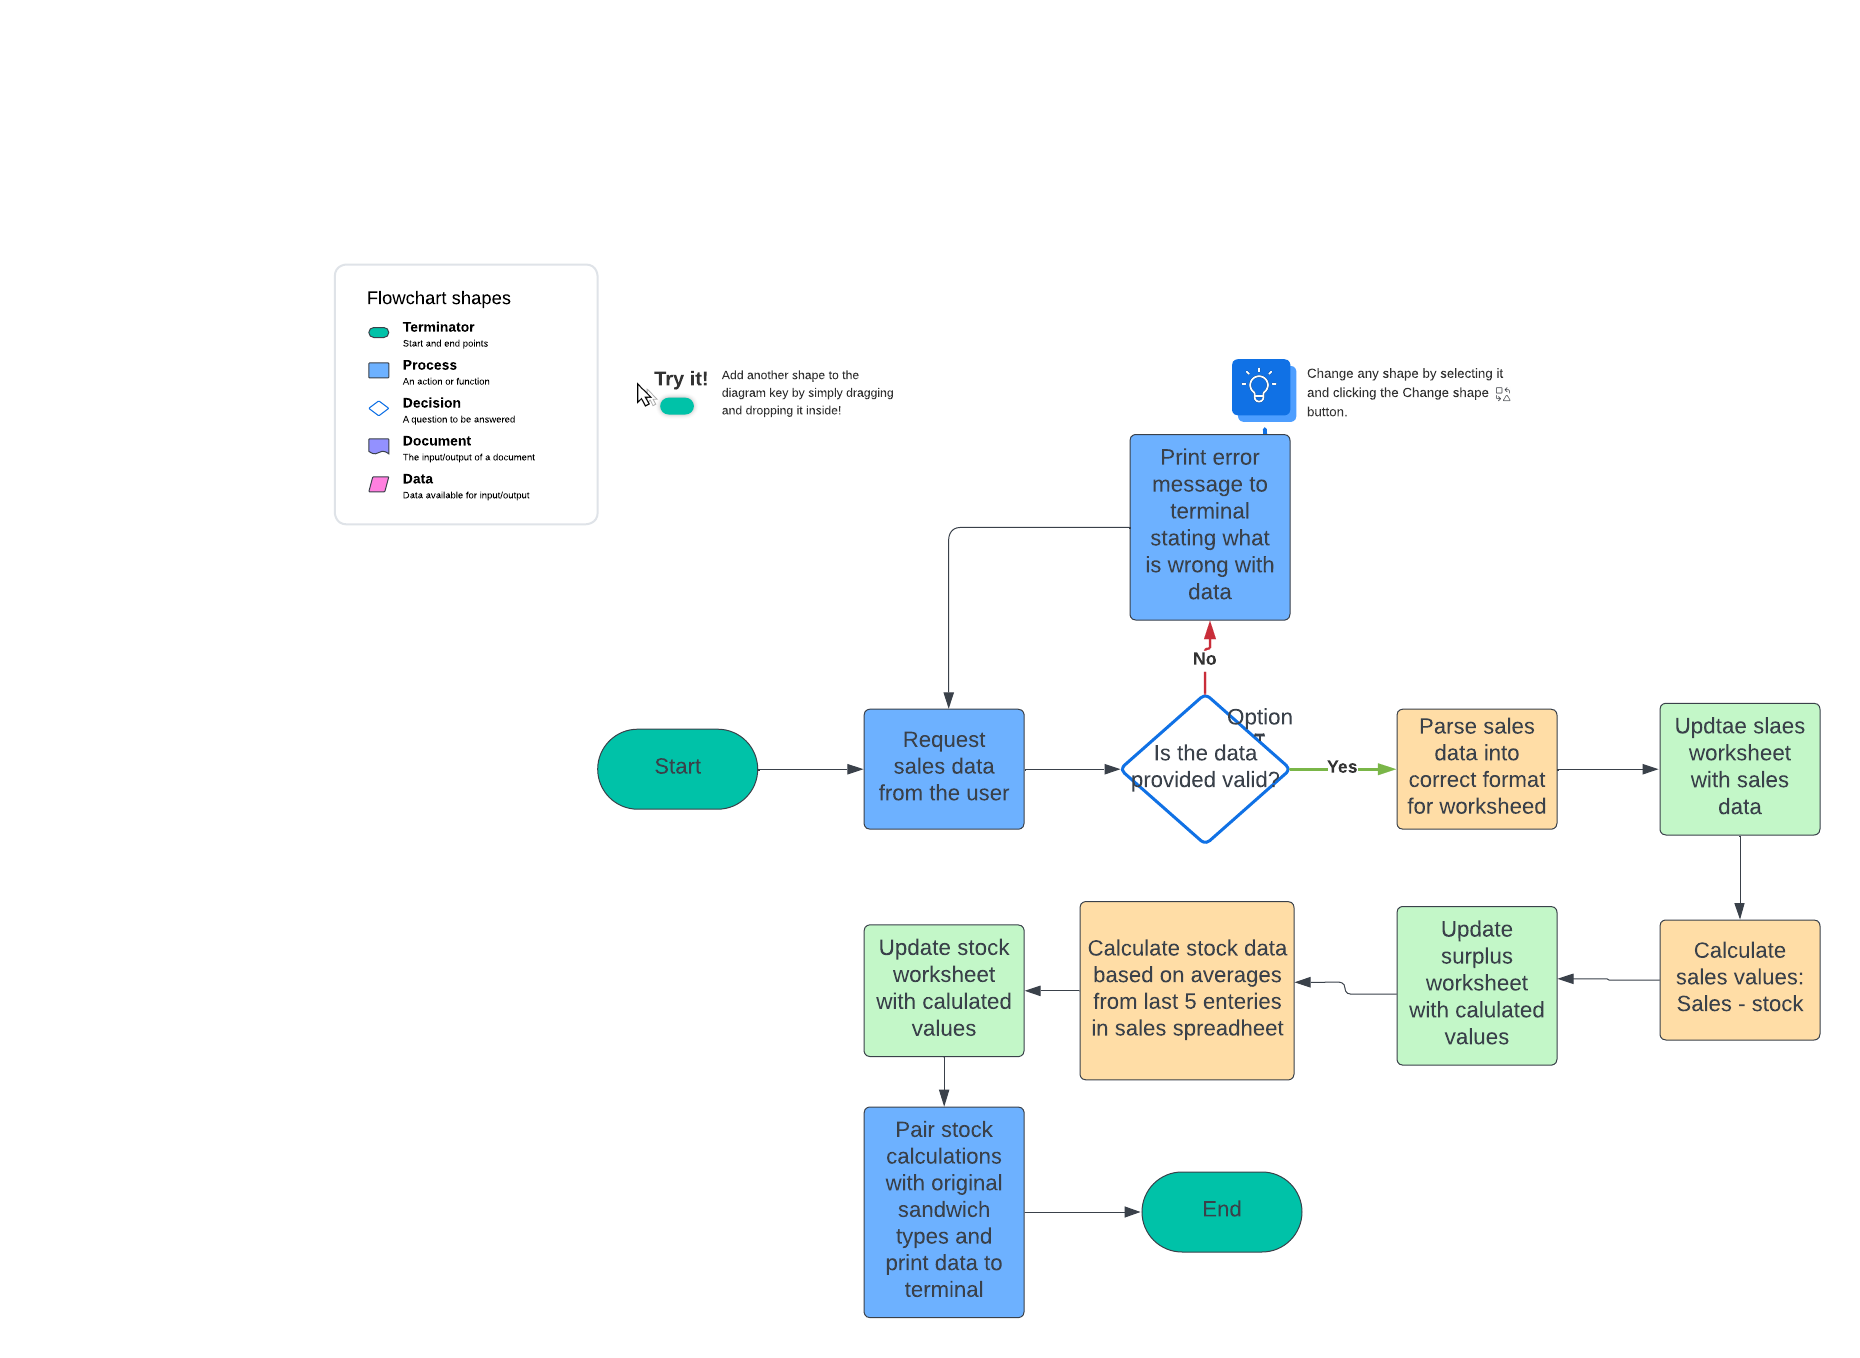 Flowchart shapes
Terminator
Start and end points
Process
An action or function
Decision
A question to be answered
Document
The input/output of a document
Data
Data available for input/output
Try it!
Add another shape to the
diagram key by simply dragging
and dropping it inside!
Change any shape by selecting it
and clicking the Change shape
button.
Print error
message to
terminal
stating what
is wrong with
data
No
Start
Request
sales data
from the user
Option
Is the data
provided valid?
Yes
Parse sales
data into
correct format
for worksheed
Updtae slaes
worksheet
with sales
data
Calculate
sales values:
Sales - stock
Update
surplus
worksheet
with calulated
values
Calculate stock data
based on averages
from last 5 enteries
in sales spreadheet
Update stock
worksheet
with calulated
values
Pair stock
calculations
with original
sandwich
types and
print data to
terminal
End